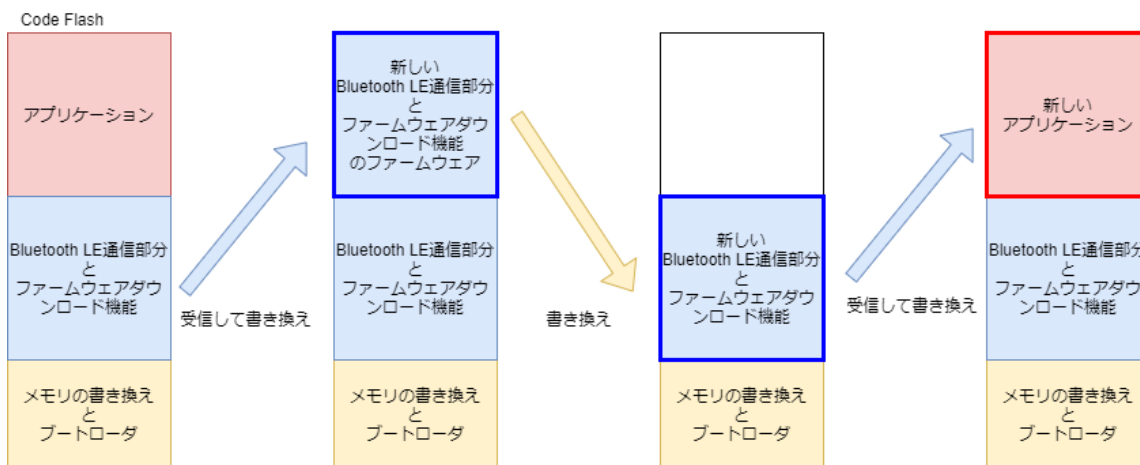 Code Flash
アプリケーション
Bluetooth LE通信部分
と
ファームウェアダウ
ンロード機能
メモリの書き換え
と
ブートローダ
受信して書き換え
新しい
Bluetooth LE通信部分
と
ファームウェアダウ
ンロード機能
のファームウェア
Bluetooth LE通信部分
と
ファームウェアダウ
ンロード機能
メモリの書き換え
と
ブートローダ
書き換え
新しい
Bluetooth LE通信部分
と
ファームウェアダウ
ンロード機能
メモリの書き換え
と
ブートローダ
受信して書き換え
新しい
アプリケーション
Bluetooth LE通信部分
と
ファームウェアダウ
ンロード機能
メモリの書き換え
と
ブートローダ